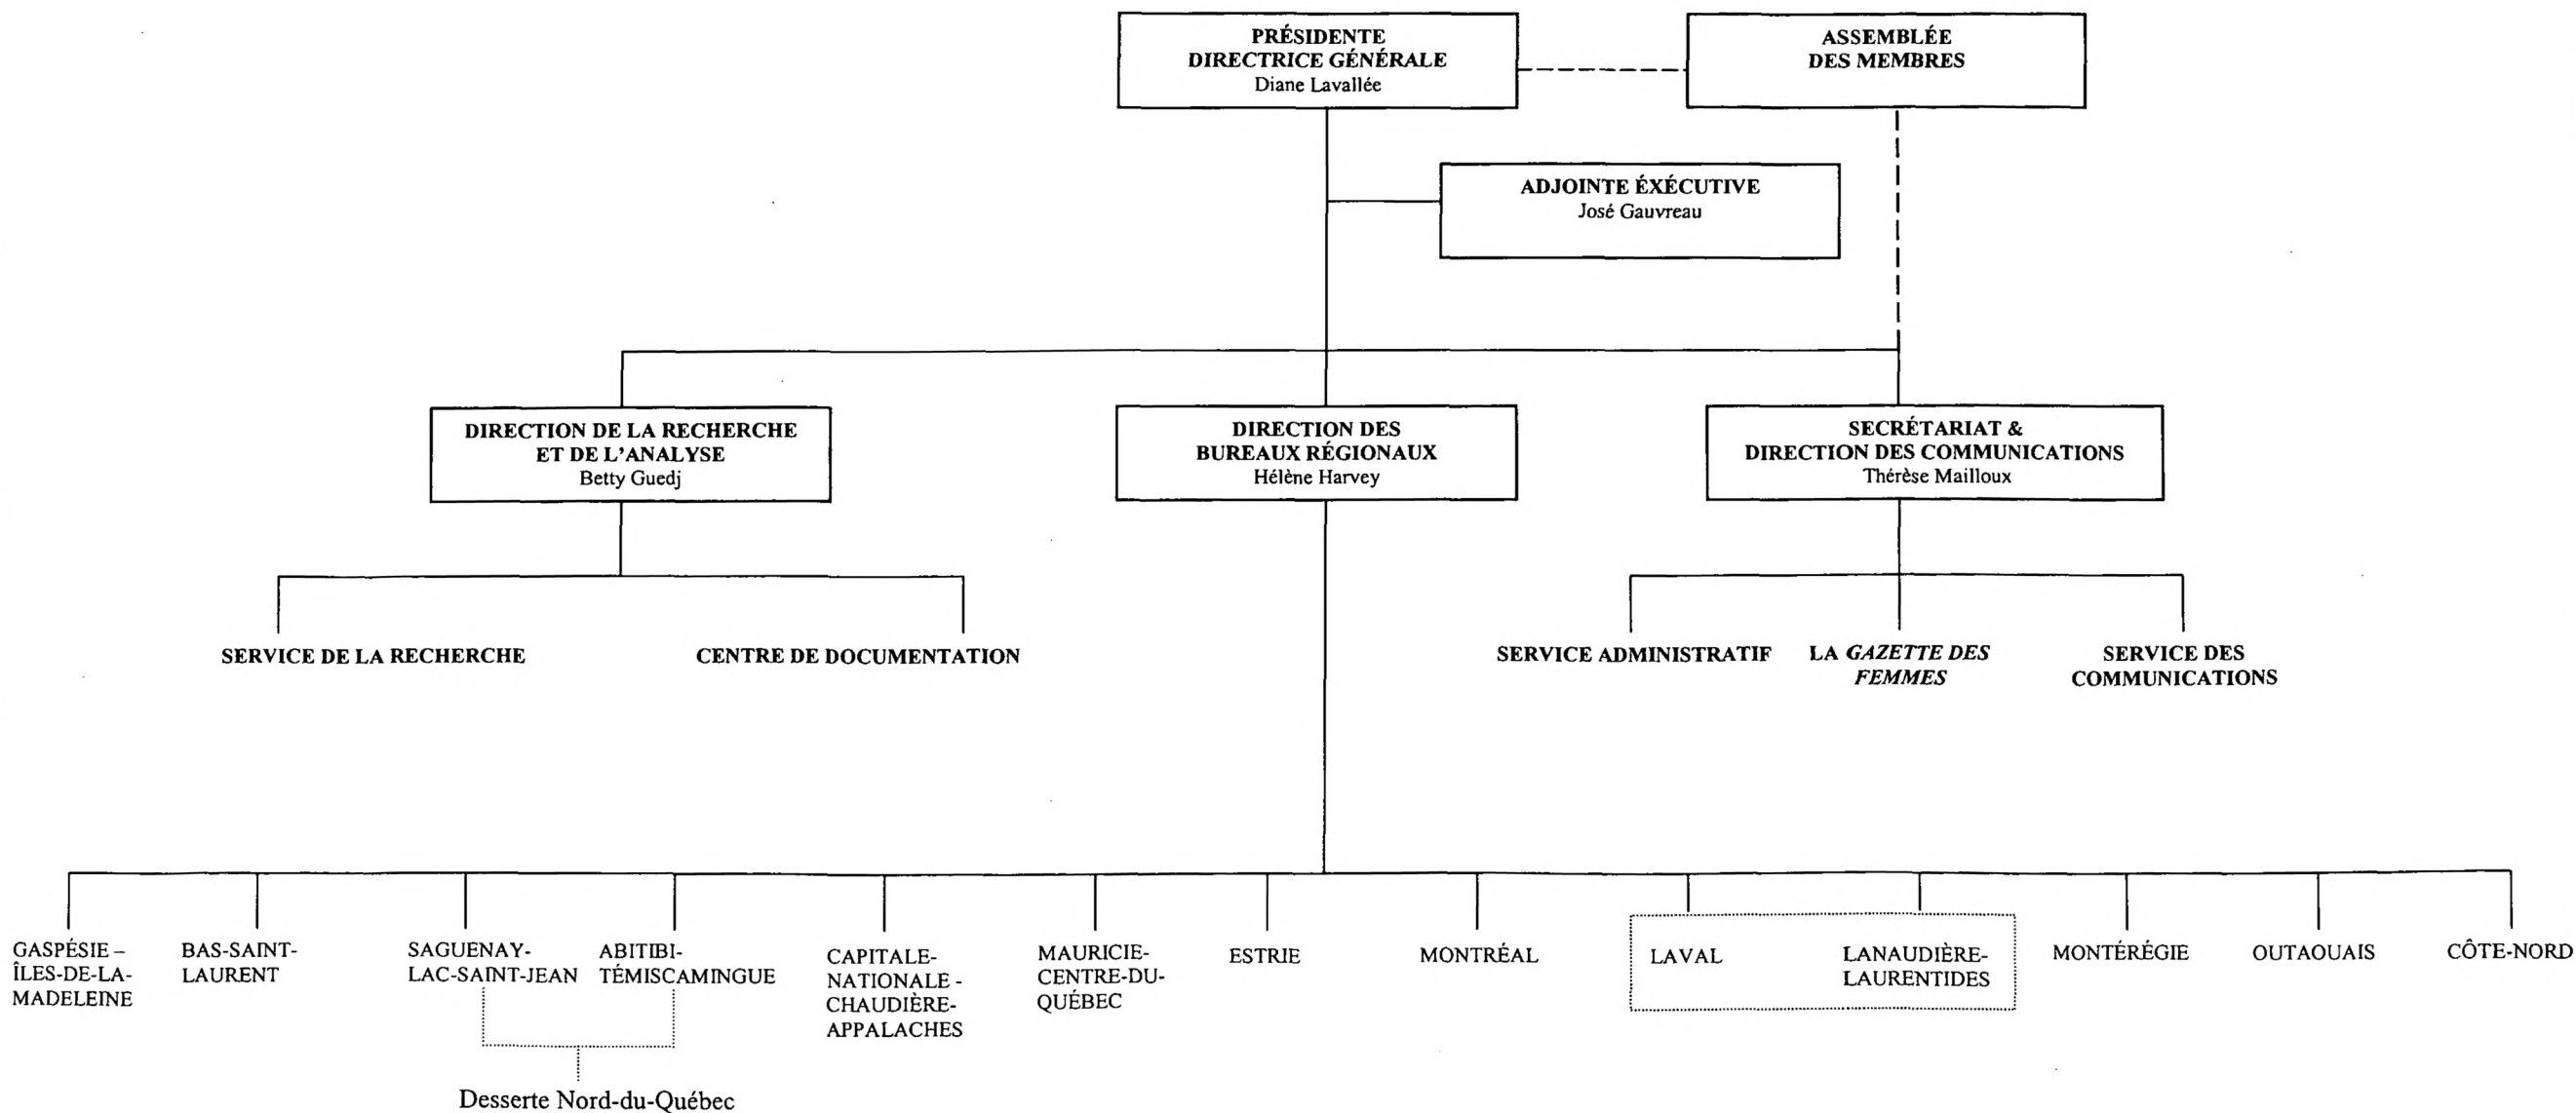 PRÉSIDENTE
DIRECTRICE GÉNÉRALE
Diane Lavallée
ASSEMBLÉE
DES MEMBRES
ADJOINTE ÉXÉCUTIVE
José Gauvreau
DIRECTION DE LA RECHERCHE
ET DE L'ANALYSE
Betty Guedj
DIRECTION DES
BUREAUX RÉGIONAUX
Hélène Harvey
SECRÉTARIAT &
DIRECTION DES COMMUNICATIONS
Thérèse Mailloux
SERVICE DE LA RECHERCHE
CENTRE DE DOCUMENTATION
SERVICE ADMINISTRATIF
LA GAZETTE DES
FEMMES
SERVICE DES
COMMUNICATIONS
GASPÉSIE –
ÎLES-DE-LA-
MADELEINE
BAS-SAINT-
LAURENT
SAGUENAY-
LAC-SAINT-JEAN
ABITIBI-
TÉMISCAMINGUE
CAPITALE-
NATIONALE -
CHAUDIÈRE-
APPALACHES
MAURICIE-
CENTRE-DU-
QUÉBEC
ESTRIE
MONTRÉAL
LAVAL
LANAUDIÈRE-
LAURENTIDES
MONTÉRÉGIE
OUTAOUAIS
CÔTE-NORD
Desserte Nord-du-Québec